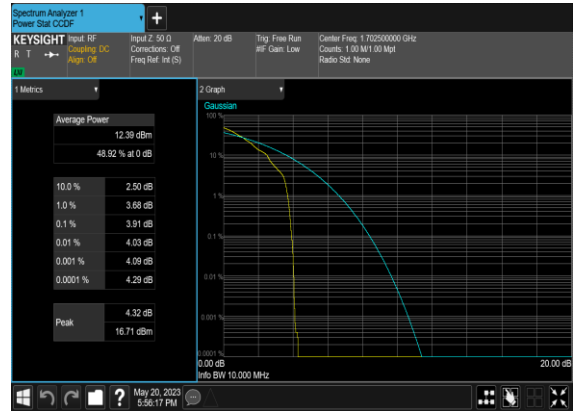 Spectrum Analyzer 1
Power Stat CCDF
+
KEYSIGHT Input: RF Input Z: 50 Ω Atten: 20 dB Trig: Free Run Center Freq: 1.702500000 GHz
R T Coupling: DC Corrections: Off #IF Gain: Low Counts: 1.00 M/1.00 Mpt
Align: Off Freq Ref: Int (S) Radio Std: None
LXI
1 Metrics
2 Graph
Average Power
12.39 dBm
48.92 % at 0 dB
10.0 % 2.50 dB
1.0 % 3.68 dB
0.1 % 3.91 dB
0.01 % 4.03 dB
0.001 % 4.09 dB
0.0001 % 4.29 dB
Peak 4.32 dB
16.71 dBm
Gaussian
100 %
10 %
1 %
0.1 %
0.01 %
0.001 %
0.0001 %
0.00 dB 20.00 dB
Info BW 10.000 MHz
?
May 20, 2023
5:56:17 PM